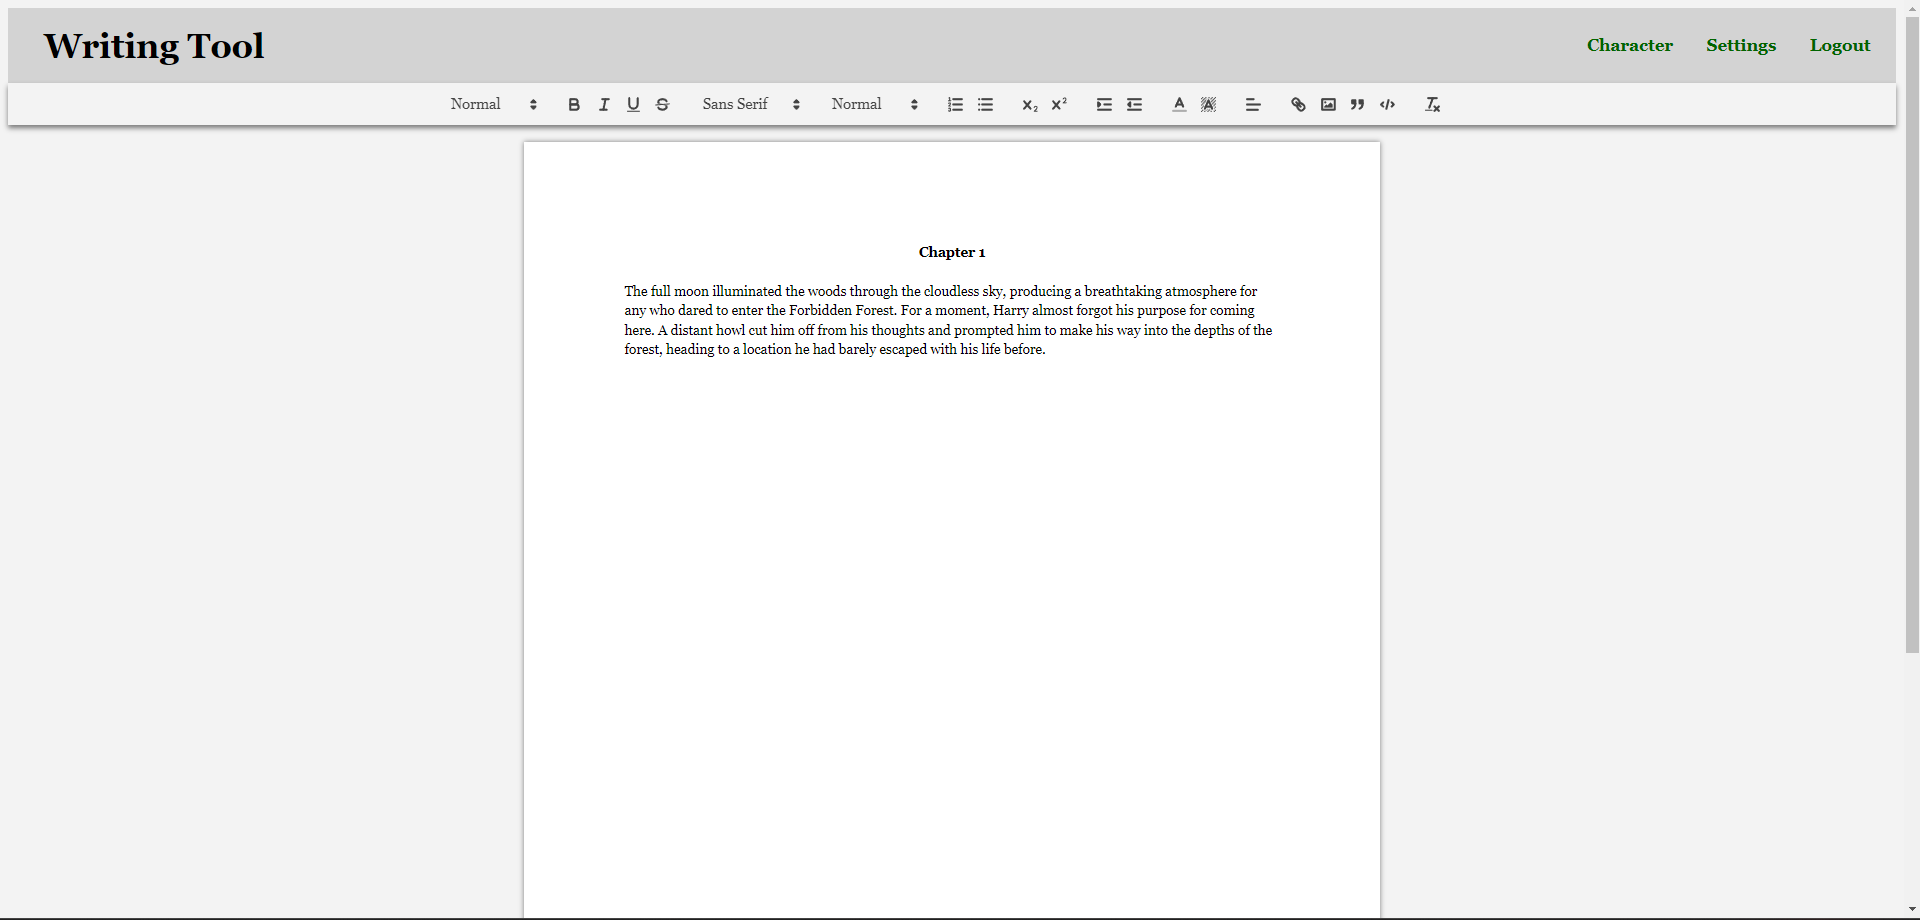 Writing Tool
Character Settings Logout
Normal B I U S Sans Serif Normal X₂ X² A A Tx
Chapter 1
The full moon illuminated the woods through the cloudless sky, producing a breathtaking atmosphere for
any who dared to enter the Forbidden Forest. For a moment, Harry almost forgot his purpose for coming
here. A distant howl cut him off from his thoughts and prompted him to make his way into the depths of the
forest, heading to a location he had barely escaped with his life before.